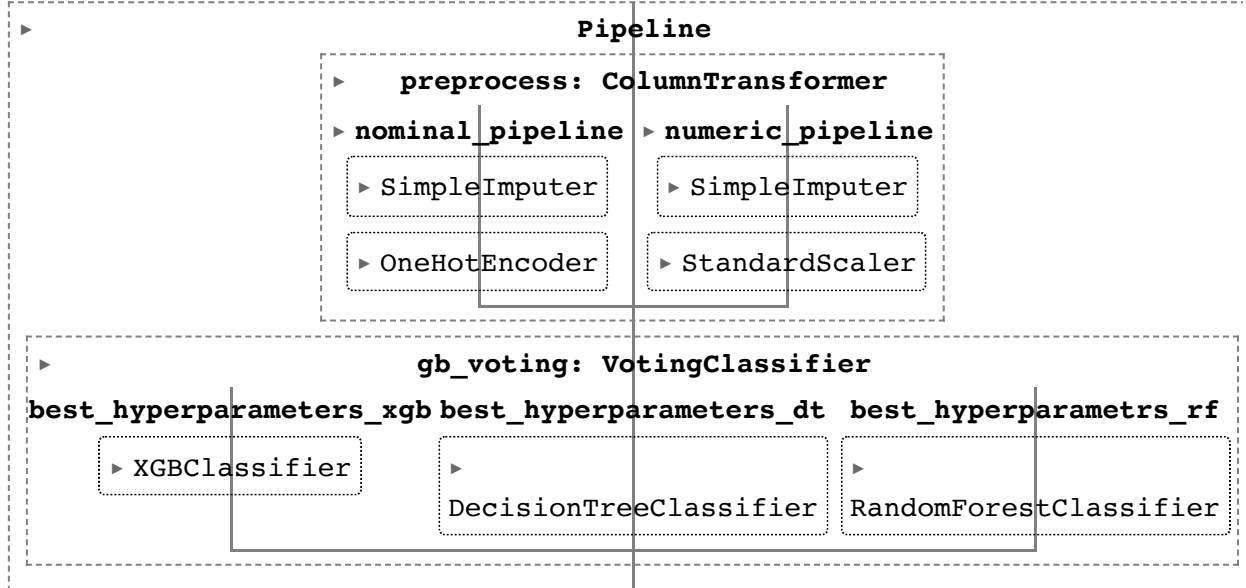 Pipeline
preprocess: ColumnTransformer
nominal_pipeline numeric_pipeline
SimpleImputer SimpleImputer
OneHotEncoder StandardScaler
gb_voting: VotingClassifier
best_hyperparameters_xgb best_hyperparameters_dt best_hyperparametrs_rf
XGBClassifier
DecisionTreeClassifier RandomForestClassifier